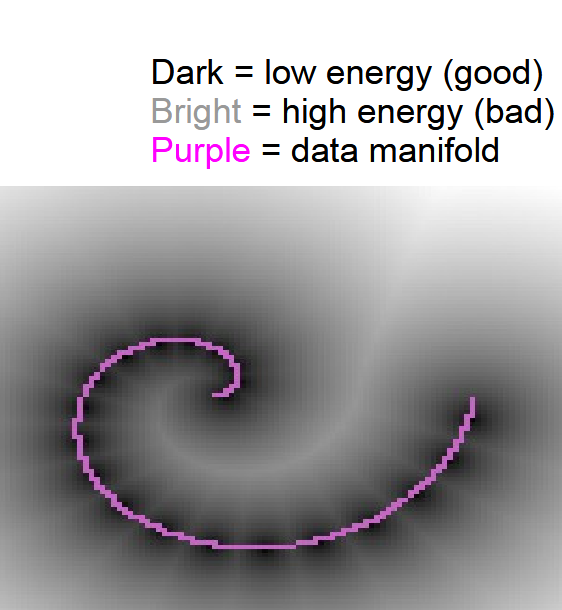 Dark = low energy (good)
Bright = high energy (bad)
Purple = data manifold